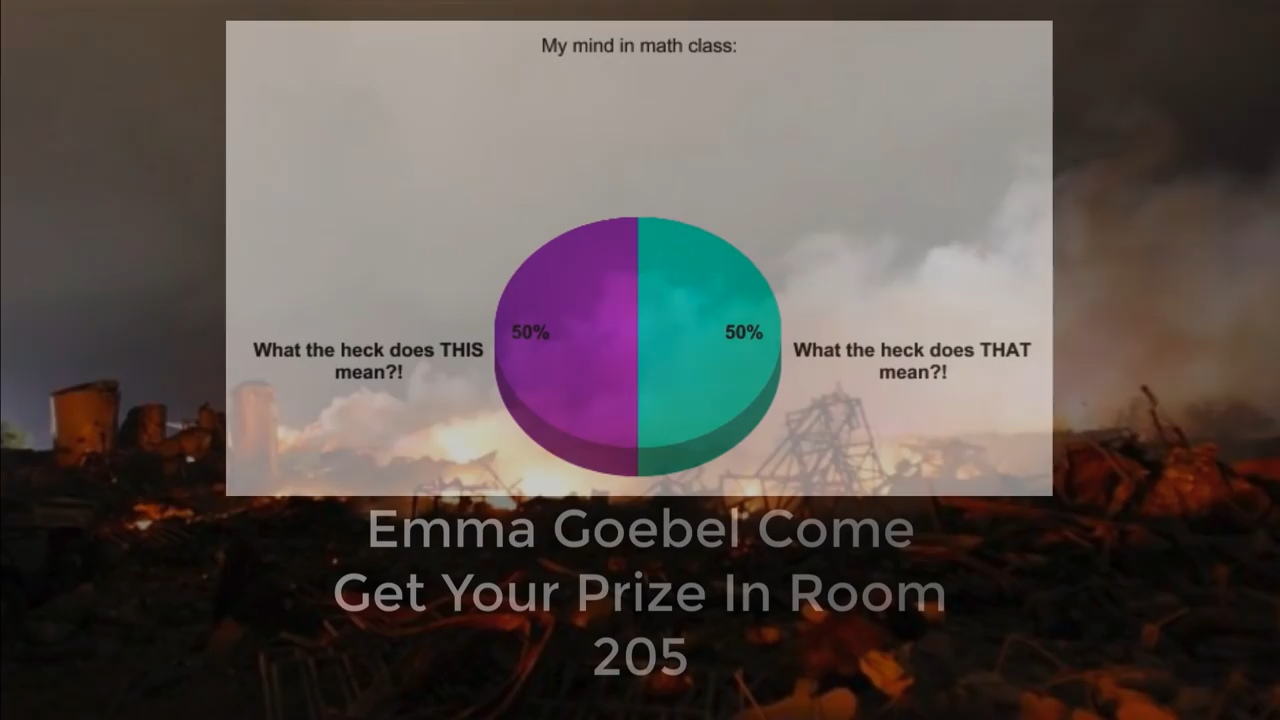 My mind in math class:
50%
50%
What the heck does THIS
mean?!
What the heck does THAT
mean?!
Emma Goebel Come
Get Your Prize In Room
205